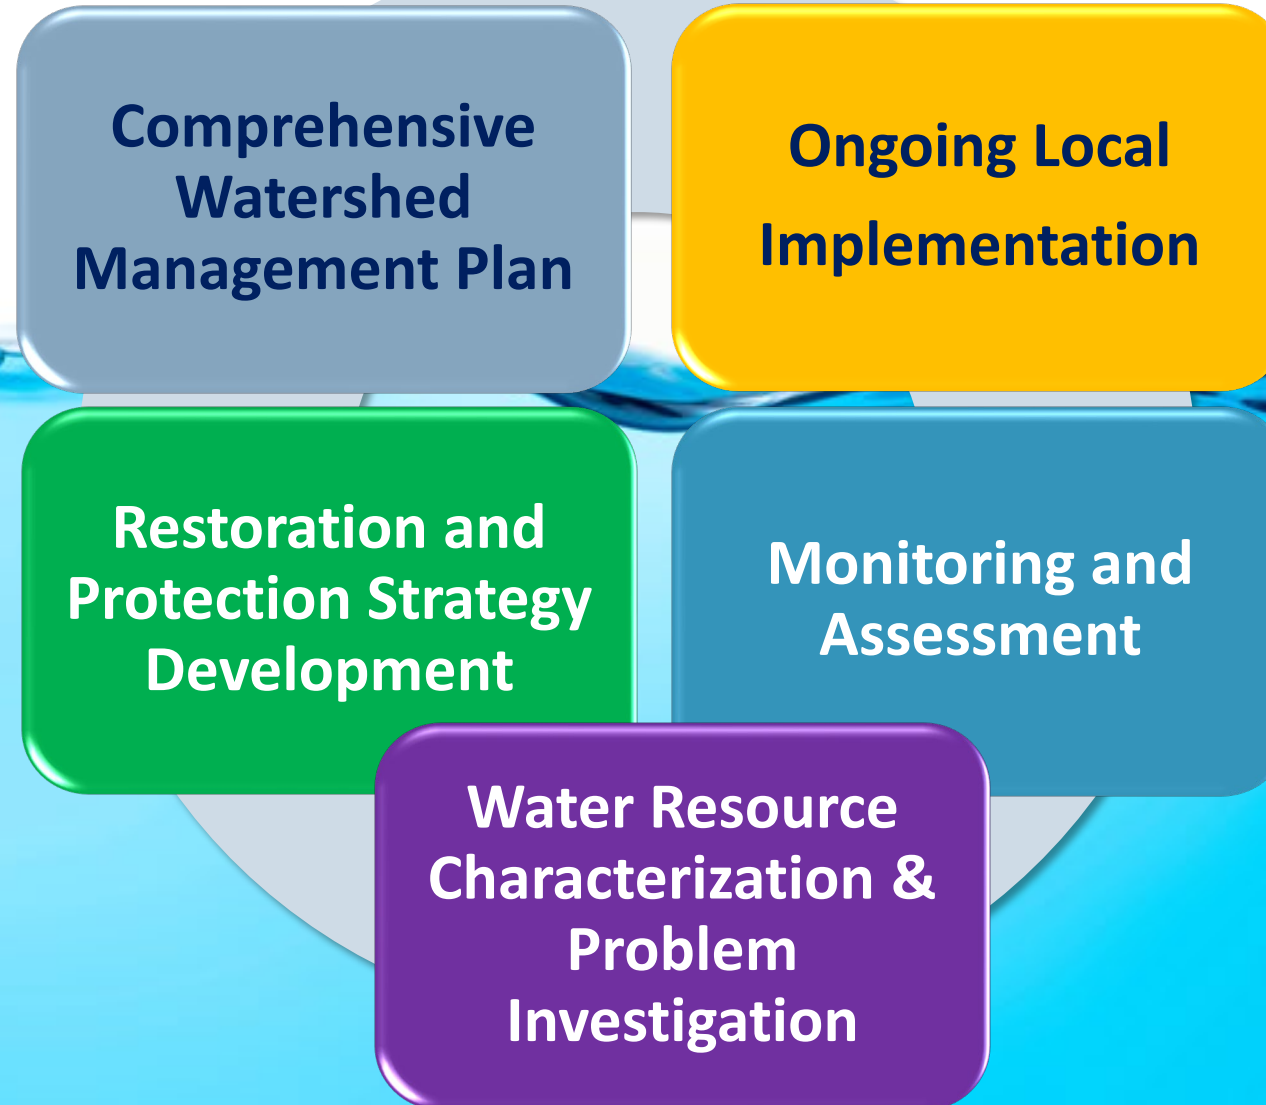 Comprehensive
Watershed
Management Plan
Ongoing Local
Implementation
Restoration and
Protection Strategy
Development
Monitoring and
Assessment
Water Resource
Characterization &
Problem
Investigation